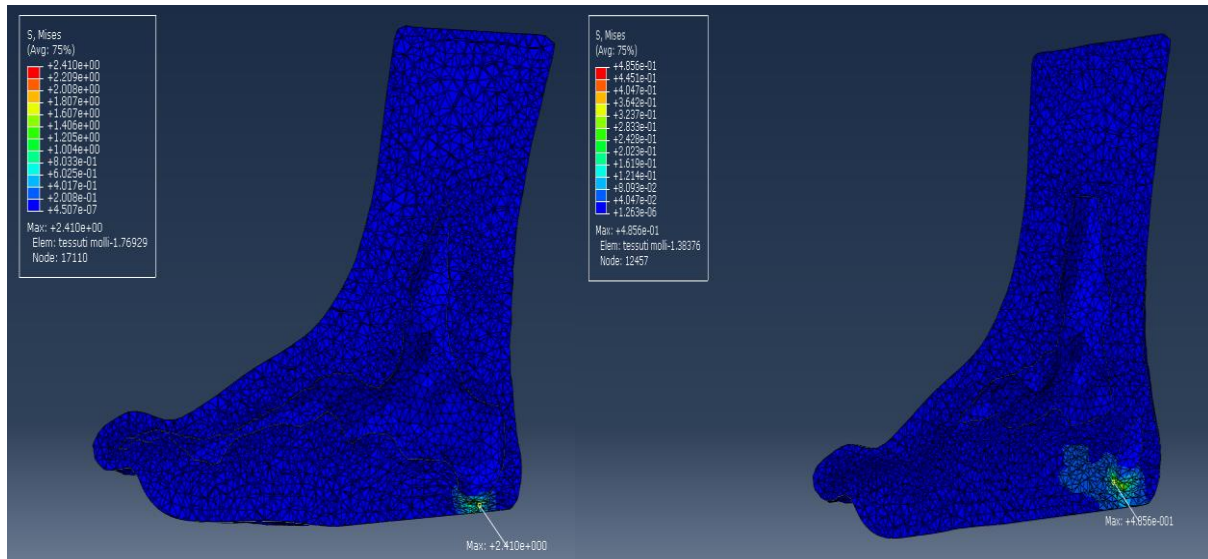 S, Mises
(Avg: 75%)
+2.410e+00
+2.209e+00
+2.008e+00
+1.807e+00
+1.607e+00
+1.406e+00
+1.205e+00
+1.004e+00
+8.033e-01
+6.025e-01
+4.017e-01
+2.008e-01
+4.507e-07
Max: +2.410e+00
Elem: tessuti molli-1.76929
Node: 17110
Max: +2.410e+000
S, Mises
(Avg: 75%)
+4.856e-01
+4.451e-01
+4.047e-01
+3.642e-01
+3.237e-01
+2.833e-01
+2.428e-01
+2.023e-01
+1.619e-01
+1.214e-01
+8.093e-02
+4.047e-02
+1.263e-06
Max: +4.856e-01
Elem: tessuti molli-1.38376
Node: 12457
Max: +4.856e-001